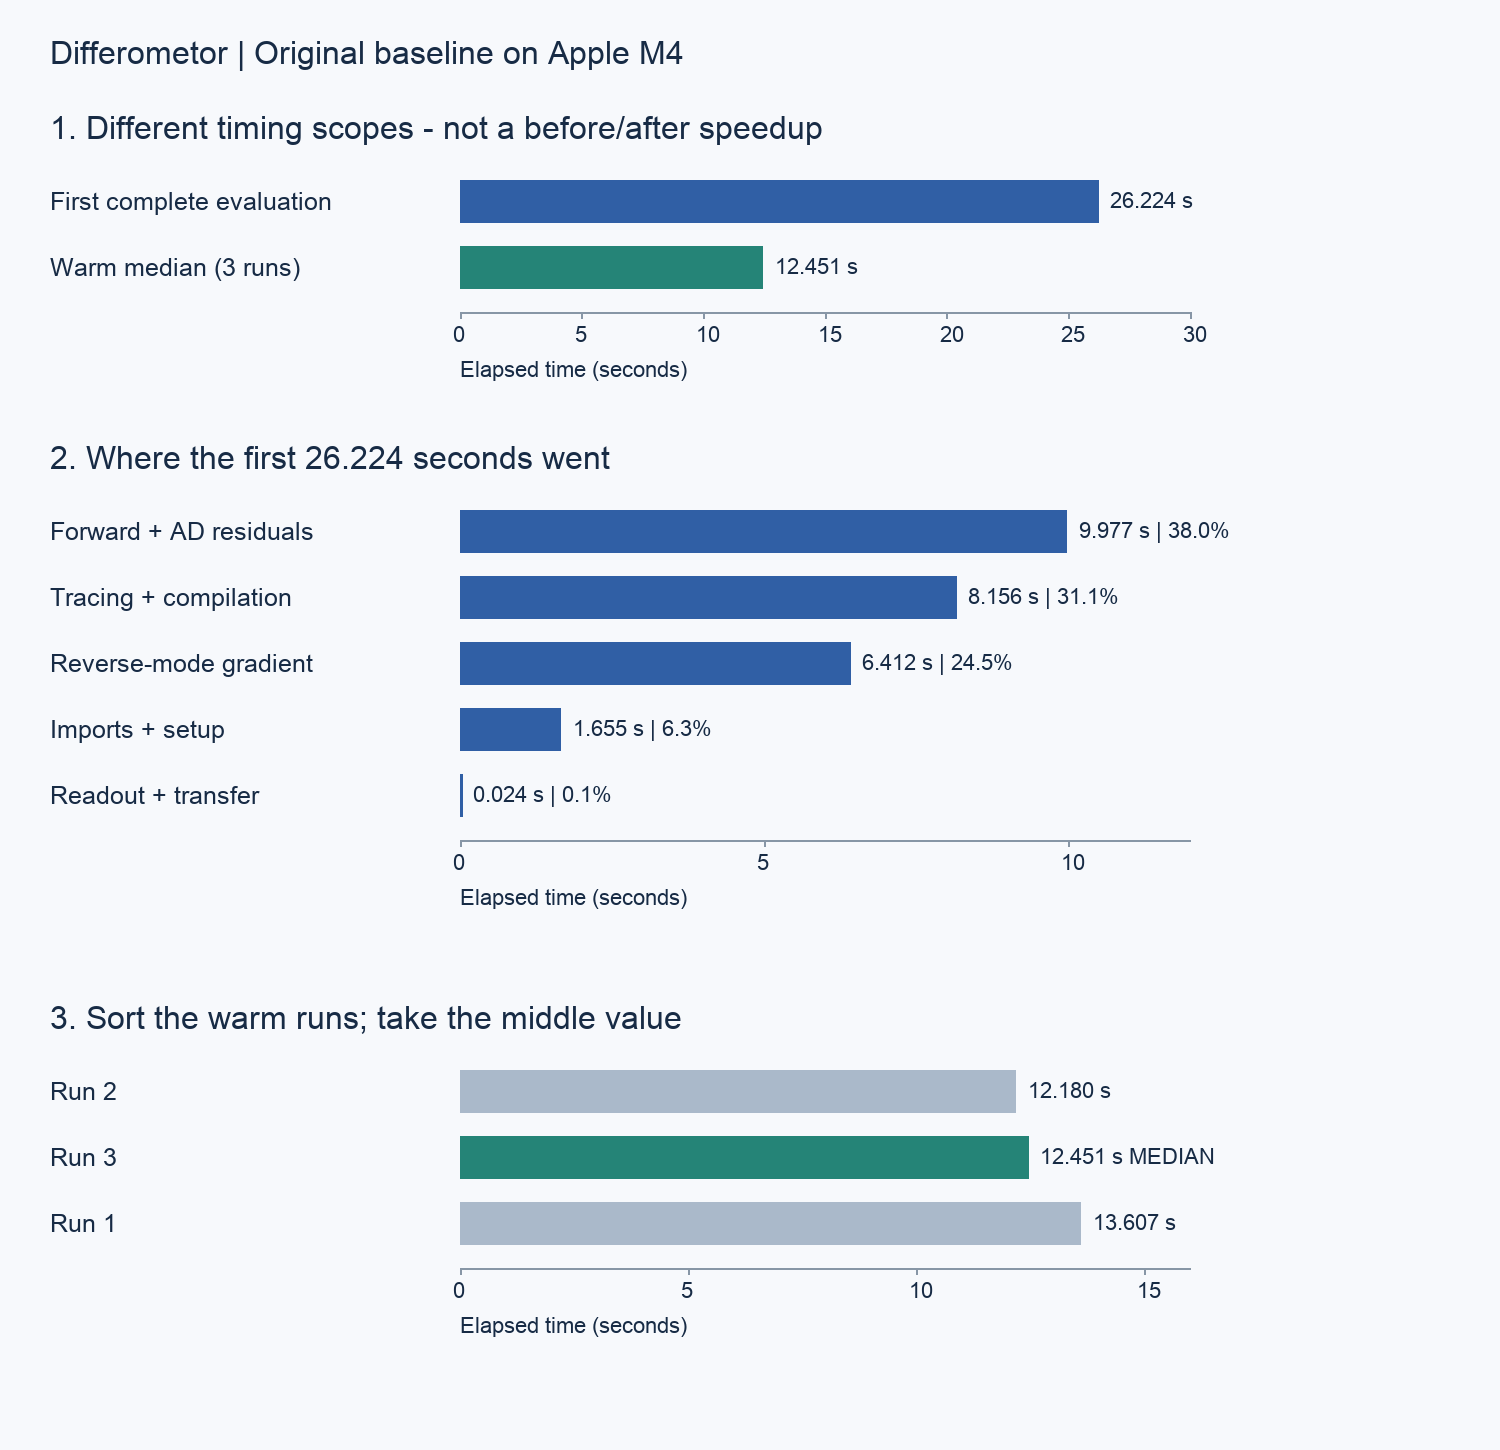 Differometor | Original baseline on Apple M4
1. Different timing scopes - not a before/after speedup
First complete evaluation 26.224 s
Warm median (3 runs) 12.451 s
0 5 10 15 20 25 30
Elapsed time (seconds)
2. Where the first 26.224 seconds went
Forward + AD residuals 9.977 s | 38.0%
Tracing + compilation 8.156 s | 31.1%
Reverse-mode gradient 6.412 s | 24.5%
Imports + setup 1.655 s | 6.3%
Readout + transfer 0.024 s | 0.1%
0 5 10
Elapsed time (seconds)
3. Sort the warm runs; take the middle value
Run 2 12.180 s
Run 3 12.451 s MEDIAN
Run 1 13.607 s
0 5 10 15
Elapsed time (seconds)